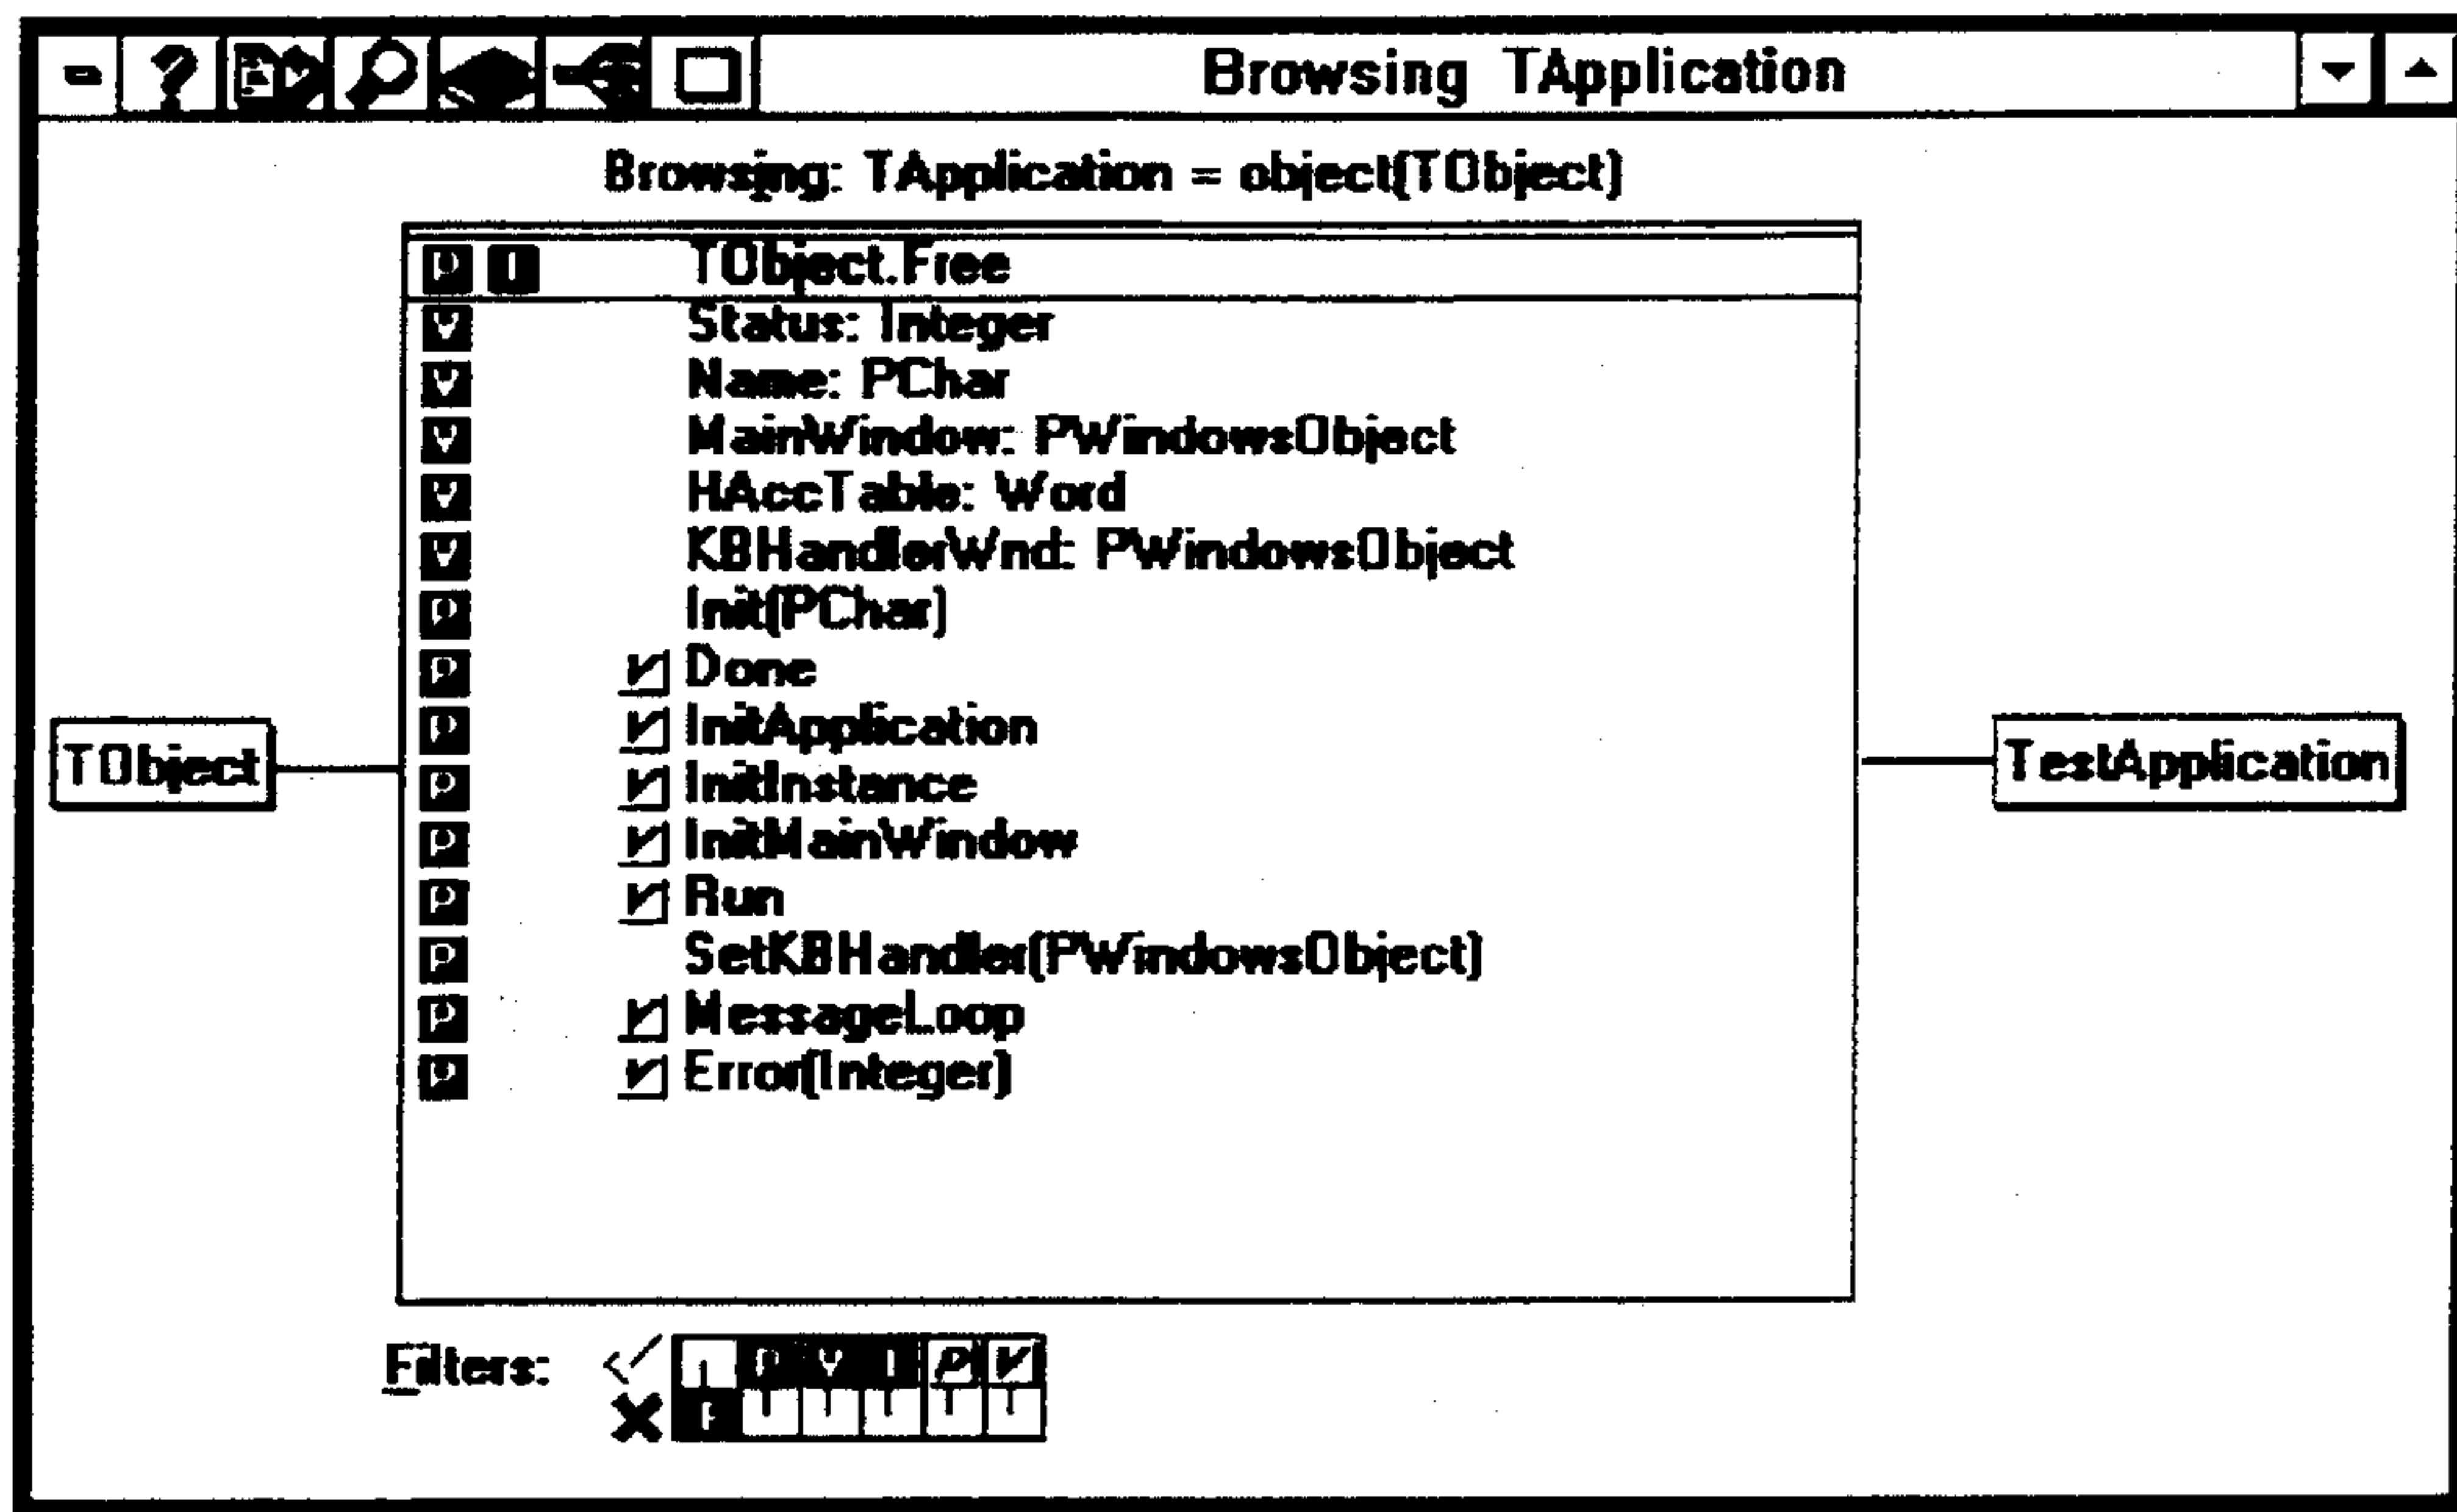 Browsing TApplication
Browsing: TApplication = object(TObject)
P I TObject.Free
V Status: Integer
V Name: PChar
V MainWindow: PWindowsObject
V HAccTable: Word
V KBHandlerWnd: PWindowsObject
P Init(PChar)
P V Done
P V InitApplication
P V InitInstance
P V InitMainWindow
P V Run
P SetKBHandler(PWindowsObject)
P V MessageLoop
P V Error(Integer)
TObject
TestApplication
Filters: